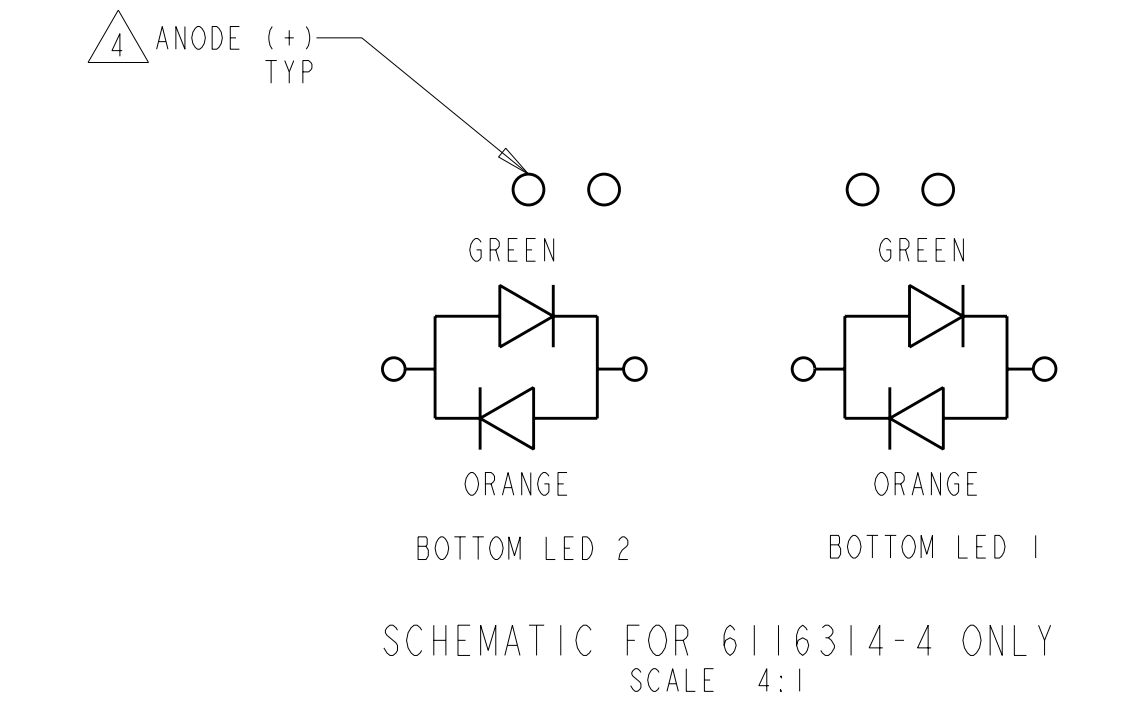 4 ANODE (+)
TYP
GREEN GREEN
ORANGE ORANGE
BOTTOM LED 2 BOTTOM LED 1
SCHEMATIC FOR 6116314-4 ONLY
SCALE 4:1